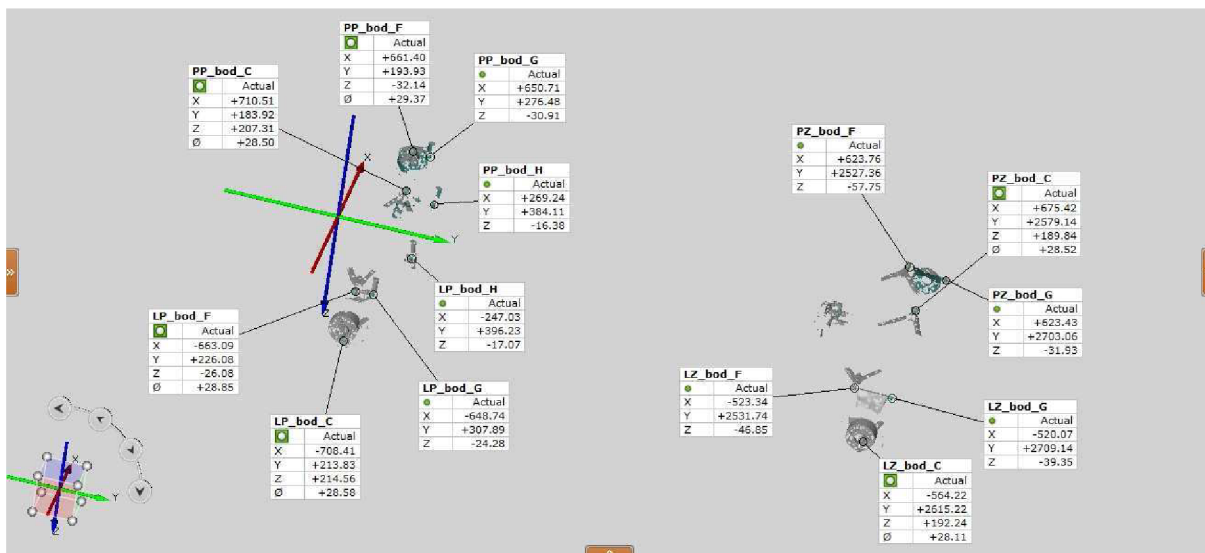 PP_bod_F
Actual
X +661.40
Y +193.93
Z -32.14
Ø +29.37
PP_bod_G
Actual
X +650.71
Y +276.48
Z -30.91
PP_bod_C
Actual
X +710.51
Y +183.92
Z +207.31
Ø +28.50
PP_bod_H
Actual
X +269.24
Y +384.11
Z -16.38
X
Y
Z
LP_bod_H
Actual
X -247.03
Y +396.23
Z -17.07
LP_bod_F
Actual
X -663.09
Y +226.08
Z -26.08
Ø +28.85
LP_bod_G
Actual
X -648.74
Y +307.89
Z -24.28
LP_bod_C
Actual
X -708.41
Y +213.83
Z +214.56
Ø +28.58
PZ_bod_F
Actual
X +623.76
Y +2527.36
Z -57.75
PZ_bod_C
Actual
X +675.42
Y +2579.14
Z +189.84
Ø +28.52
PZ_bod_G
Actual
X +623.43
Y +2703.06
Z -31.93
LZ_bod_F
Actual
X -523.34
Y +2531.74
Z -46.85
LZ_bod_G
Actual
X -520.07
Y +2709.14
Z -39.35
LZ_bod_C
Actual
X -564.22
Y +2615.22
Z +192.24
Ø +28.11
X
Y
Z